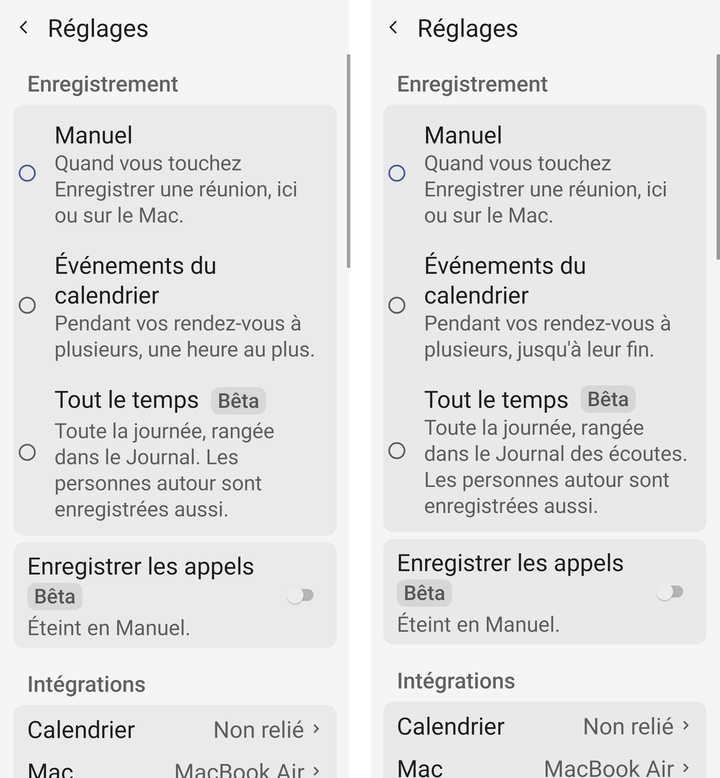 Réglages
Enregistrement
Manuel
Quand vous touchez
Enregistrer une réunion, ici
ou sur le Mac.
Événements du
calendrier
Pendant vos rendez-vous à
plusieurs, une heure au plus.
Tout le temps Bêta
Toute la journée, rangée
dans le Journal. Les
personnes autour sont
enregistrées aussi.
Enregistrer les appels
Bêta
Éteint en Manuel.
Intégrations
Calendrier Non relié
Mac MacBook Air
Réglages
Enregistrement
Manuel
Quand vous touchez
Enregistrer une réunion, ici
ou sur le Mac.
Événements du
calendrier
Pendant vos rendez-vous à
plusieurs, jusqu'à leur fin.
Tout le temps Bêta
Toute la journée, rangée
dans le Journal des écoutes.
Les personnes autour sont
enregistrées aussi.
Enregistrer les appels
Bêta
Éteint en Manuel.
Intégrations
Calendrier Non relié
Mac MacBook Air